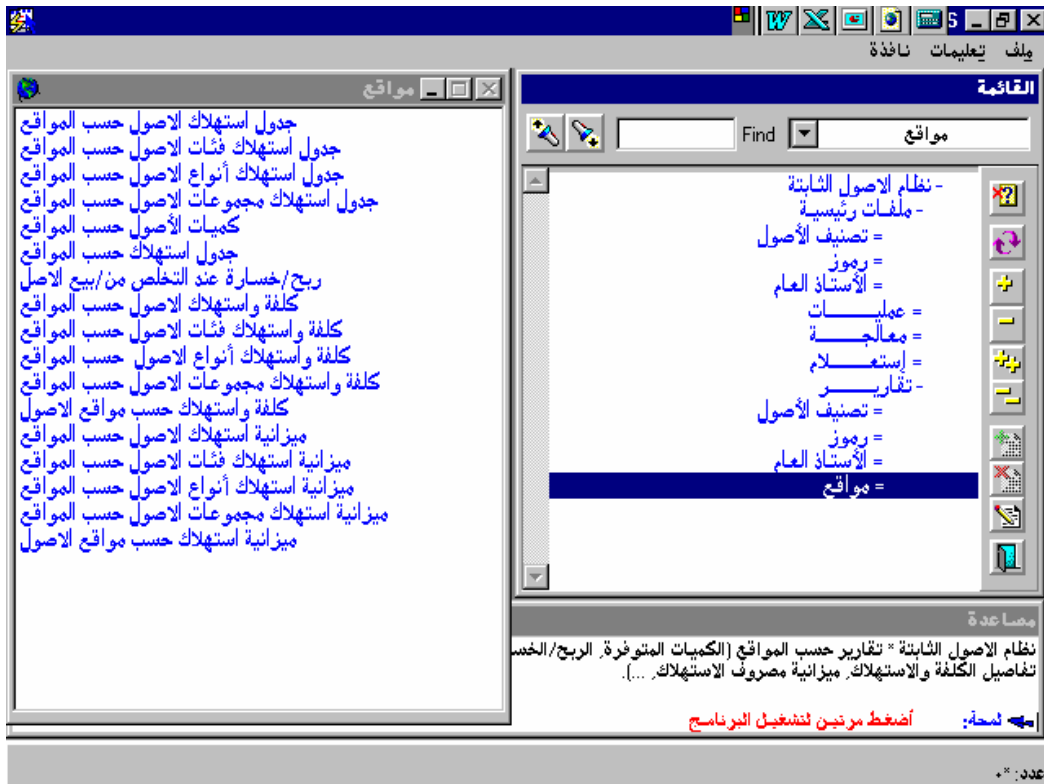 S
ملف تعليمات نافذة
القائمة
مواقع Find
- نظام الاصول الثابتة
- ملفات رئيسية
= تصنيف الأصول
= رموز
= الأستاذ العام
= عمليـــــــات
= معالجـــــــة
= إستعـــــــلام
- تقاريـــــــر
= تصنيف الأصول
= رموز
= الأستاذ العام
= مواقع
مواقع
جدول استهلاك الاصول حسب المواقع
جدول استهلاك فئات الاصول حسب المواقع
جدول استهلاك أنواع الاصول حسب المواقع
جدول استهلاك مجموعات الاصول حسب المواقع
كميات الأصول حسب المواقع
جدول استهلاك حسب المواقع
ربح/خسارة عند التخلص من/بيع الاصل
كلفة واستهلاك الاصول حسب المواقع
كلفة واستهلاك فئات الاصول حسب المواقع
كلفة واستهلاك أنواع الاصول حسب المواقع
كلفة واستهلاك مجموعات الاصول حسب المواقع
كلفة واستهلاك حسب مواقع الاصول
ميزانية استهلاك الاصول حسب المواقع
ميزانية استهلاك فئات الاصول حسب المواقع
ميزانية استهلاك أنواع الاصول حسب المواقع
ميزانية استهلاك مجموعات الاصول حسب المواقع
ميزانية استهلاك حسب مواقع الاصول
مساعدة
نظام الاصول الثابتة * تقارير حسب المواقع (الكميات المتوفرة, الربح/الخس
تفاصيل الكلفة والاستهلاك, ميزانية مصروف الاستهلاك, ...).
لمحة: أضغط مرتين لتشغيل البرنامج
عدد: *٠